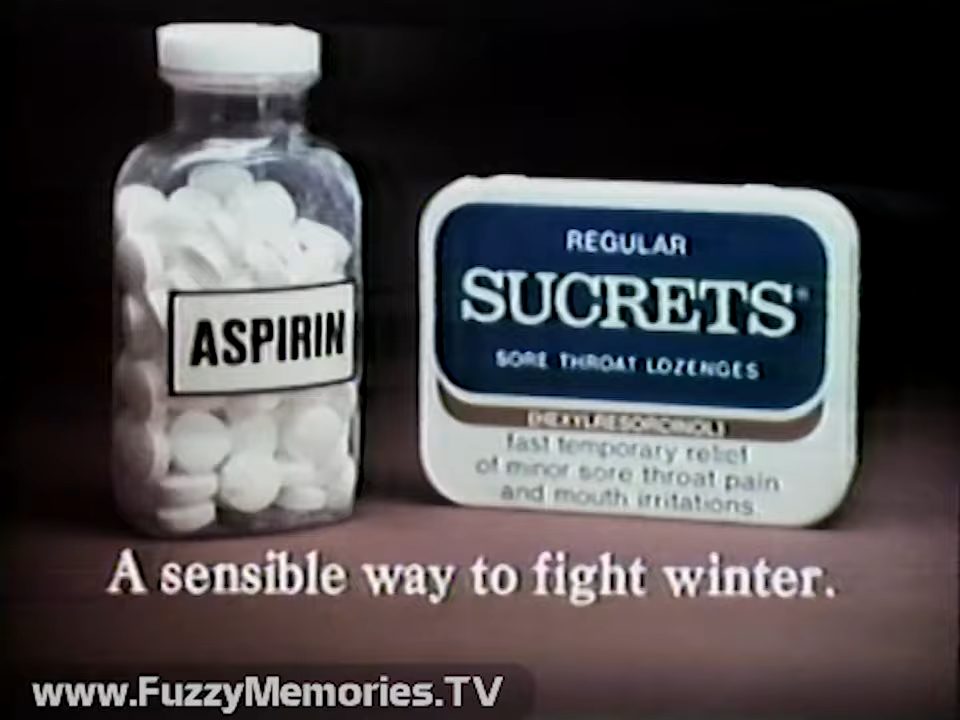 ASPIRIN
REGULAR
SUCRETS®
SORE THROAT LOZENGES
(HEXYLRESORCINOL)
fast temporary relief
of minor sore throat pain
and mouth irritations.
A sensible way to fight winter.
www.FuzzyMemories.TV